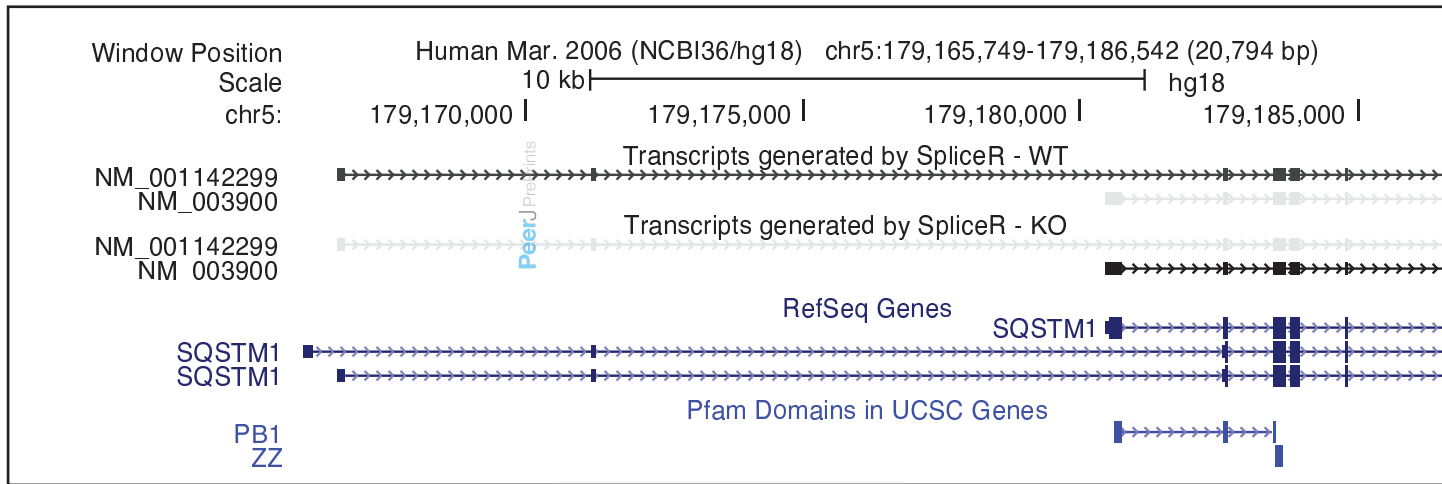 Window Position Human Mar. 2006 (NCBI36/hg18) chr5:179,165,749-179,186,542 (20,794 bp)
Scale 10 kb hg18
chr5: 179,170,000 179,175,000 179,180,000 179,185,000
Transcripts generated by SpliceR - WT
NM_001142299
NM_003900
Transcripts generated by SpliceR - KO
NM_001142299
NM 003900
PeerJ PrePrints
RefSeq Genes
SQSTM1
SQSTM1
SQSTM1
Pfam Domains in UCSC Genes
PB1
ZZ